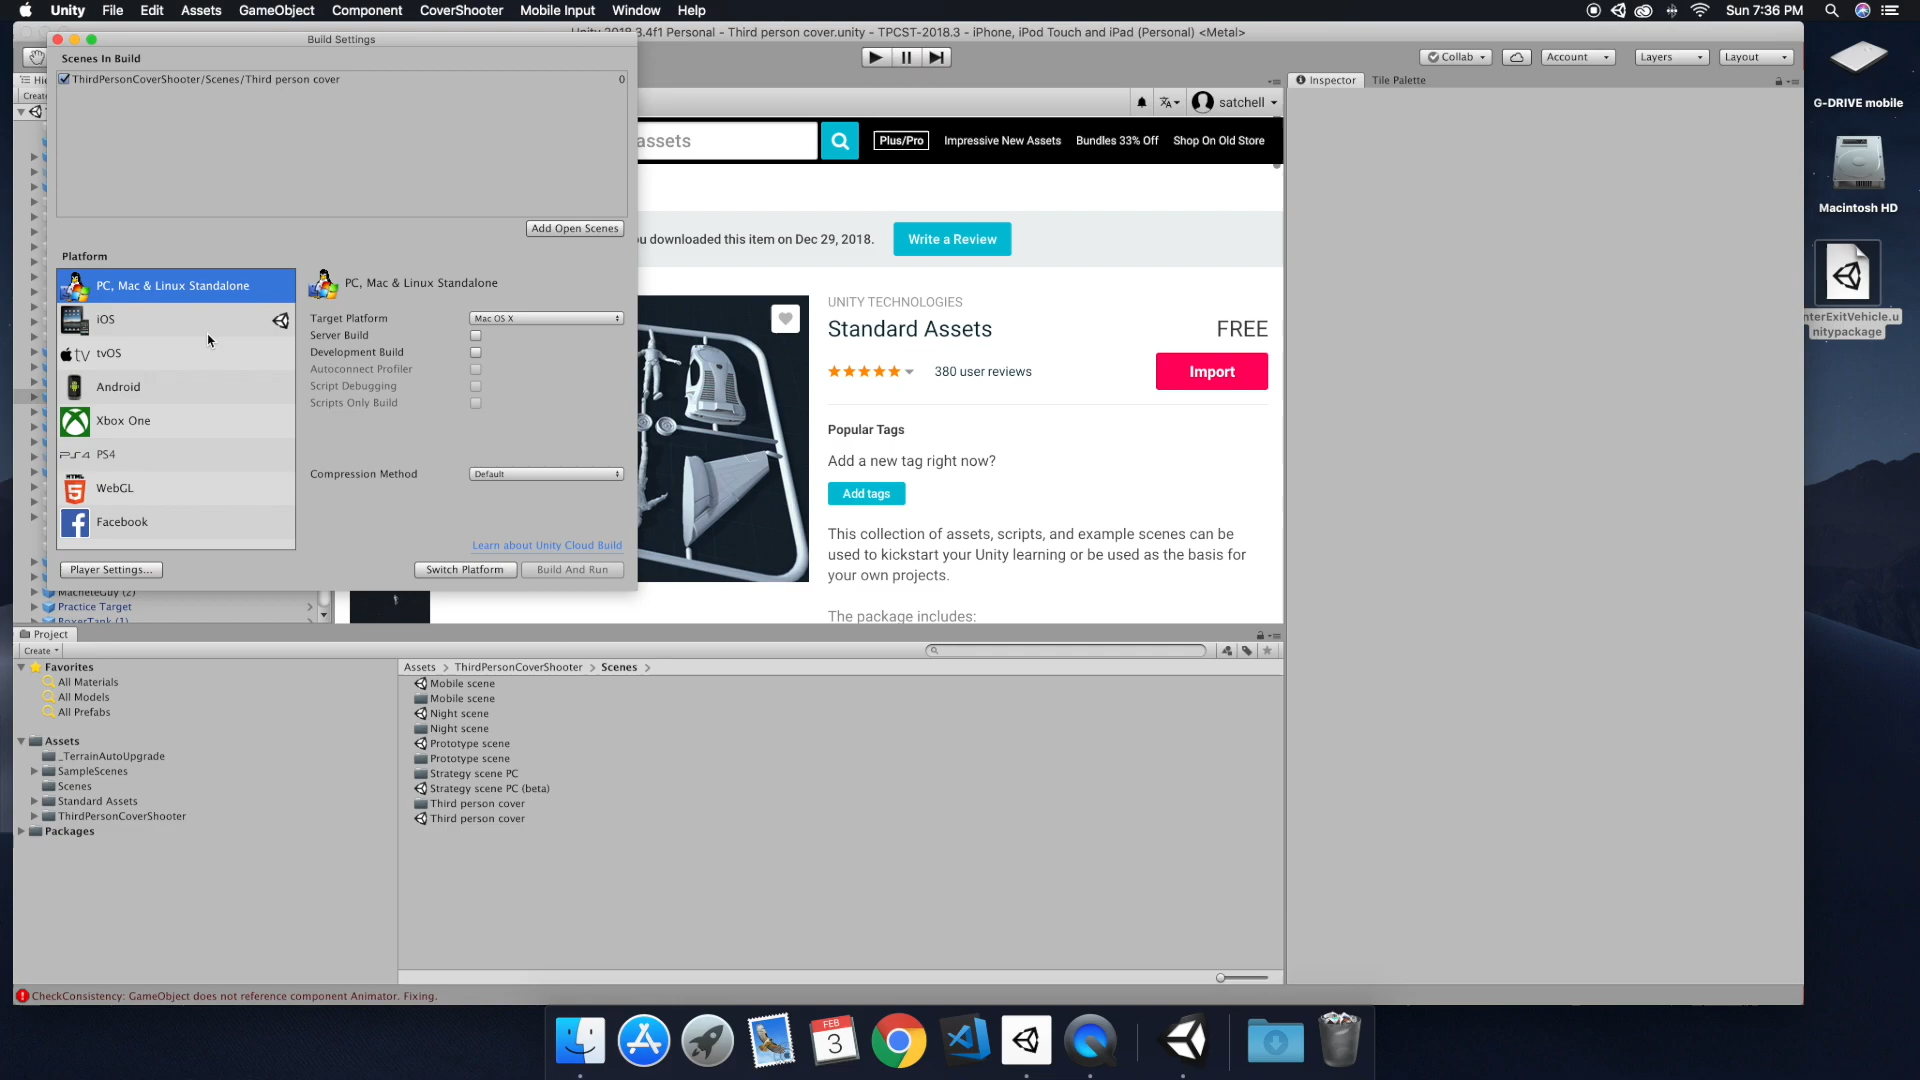 Unity File Edit Assets GameObject Component CoverShooter Mobile Input Window Help
Sun 7:36 PM
3.4f1 Personal - Third person cover.unity - TPCST-2018.3 - iPhone, iPod Touch and iPad (Personal) <Metal>
Build Settings
Scenes In Build
ThirdPersonCoverShooter/Scenes/Third person cover 0
Add Open Scenes
Platform
PC, Mac & Linux Standalone
iOS
tvOS
Android
Xbox One
PS4
WebGL
Facebook
PC, Mac & Linux Standalone
Target Platform Mac OS X
Server Build
Development Build
Autoconnect Profiler
Script Debugging
Scripts Only Build
Compression Method Default
Learn about Unity Cloud Build
Player Settings...
Switch Platform
Build And Run
Collab
Account
Layers
Layout
Inspector
Tile Palette
satchell
assets
Plus/Pro
Impressive New Assets
Bundles 33% Off
Shop On Old Store
u downloaded this item on Dec 29, 2018.
Write a Review
UNITY TECHNOLOGIES
Standard Assets
FREE
380 user reviews
Import
Popular Tags
Add a new tag right now?
Add tags
This collection of assets, scripts, and example scenes can be
used to kickstart your Unity learning or be used as the basis for
your own projects.
The package includes:
Creat
MacheteGuy (2)
Practice Target
BoxerTank (1)
Project
Create
Favorites
All Materials
All Models
All Prefabs
Assets
_TerrainAutoUpgrade
SampleScenes
Scenes
Standard Assets
ThirdPersonCoverShooter
Packages
Assets > ThirdPersonCoverShooter > Scenes >
Mobile scene
Mobile scene
Night scene
Night scene
Prototype scene
Prototype scene
Strategy scene PC
Strategy scene PC (beta)
Third person cover
Third person cover
CheckConsistency: GameObject does not reference component Animator. Fixing.
G-DRIVE mobile
Macintosh HD
nterExitVehicle.u
nitypackage
FEB
3